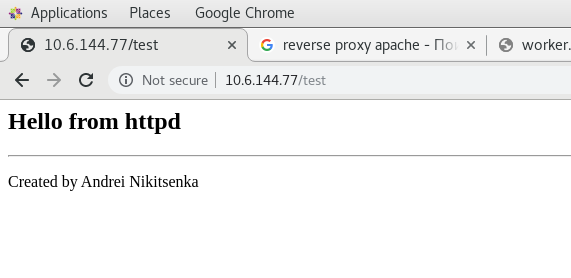 Applications Places Google Chrome
10.6.144.77/test reverse proxy apache - worker.
Not secure 10.6.144.77/test
Hello from httpd
Created by Andrei Nikitsenka